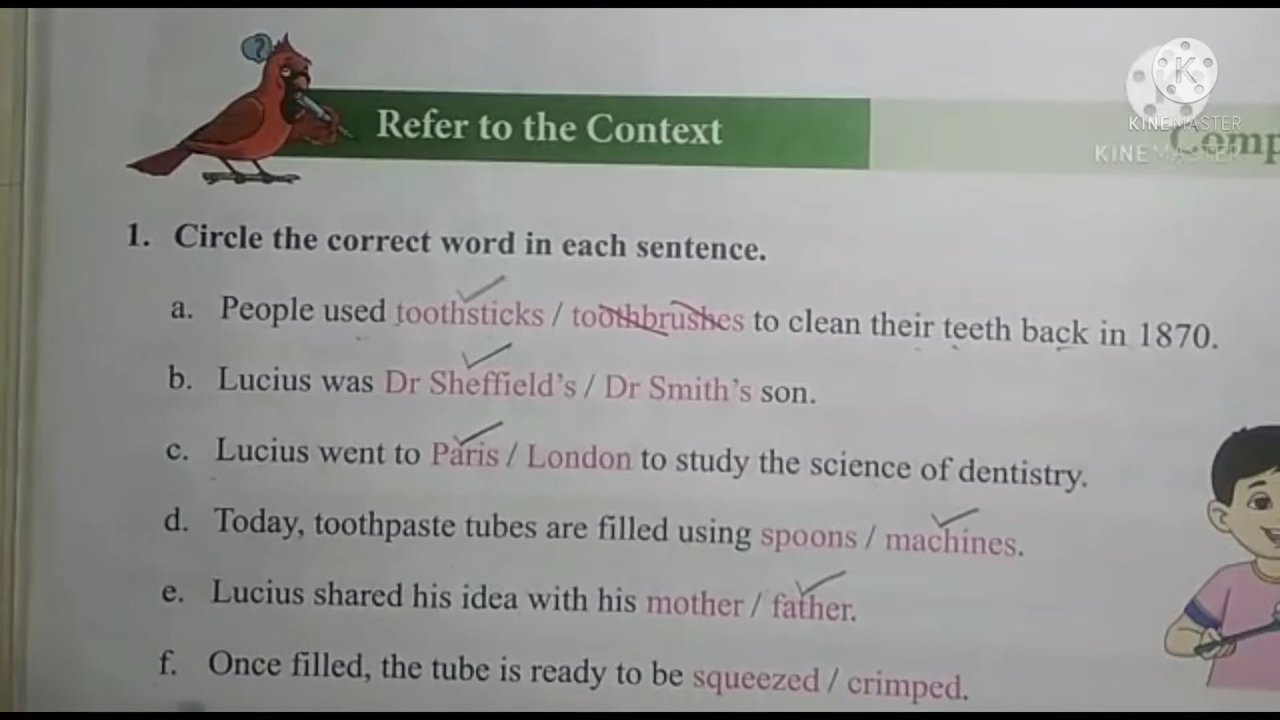 ?
K
KINEMASTER
KINEMASTER
Refer to the Context
Comp
1. Circle the correct word in each sentence.
a. People used toothsticks / toothbrushes to clean their teeth back in 1870.
b. Lucius was Dr Sheffield's / Dr Smith's son.
c. Lucius went to Paris / London to study the science of dentistry.
d. Today, toothpaste tubes are filled using spoons / machines.
e. Lucius shared his idea with his mother / father.
f. Once filled, the tube is ready to be squeezed / crimped.